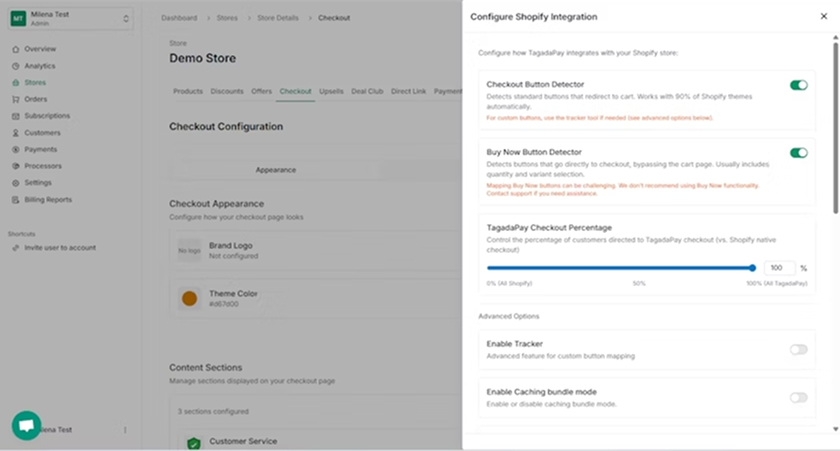 MT
Milena Test
Admin
Overview
Analytics
Stores
Orders
Subscriptions
Customers
Payments
Processors
Settings
Billing Reports
Shortcuts
Invite user to account
Milena Test
Dashboard > Stores > Store Details > Checkout
Store
Demo Store
Products Discounts Offers Checkout Upsells Deal Club Direct Link Payment
Checkout Configuration
Appearance
Checkout Appearance
Configure how your checkout page looks
No logo
Brand Logo
Not configured
Theme Color
#d67d00
Content Sections
Manage sections displayed on your checkout page
3 sections configured
Customer Service
Configure Shopify Integration
Configure how TagadaPay integrates with your Shopify store:
Checkout Button Detector
Detects standard buttons that redirect to cart. Works with 90% of Shopify themes
automatically.
For custom buttons, use the tracker tool if needed (see advanced options below).
Buy Now Button Detector
Detects buttons that go directly to checkout, bypassing the cart page. Usually includes
quantity and variant selection.
Mapping Buy Now buttons can be challenging. We don't recommend using Buy Now functionality.
Contact support if you need assistance.
TagadaPay Checkout Percentage
Control the percentage of customers directed to TagadaPay checkout (vs. Shopify native
checkout)
100 %
0% (All Shopify) 50% 100% (All TagadaPay)
Advanced Options
Enable Tracker
Advanced feature for custom button mapping
Enable Caching bundle mode
Enable or disable caching bundle mode.